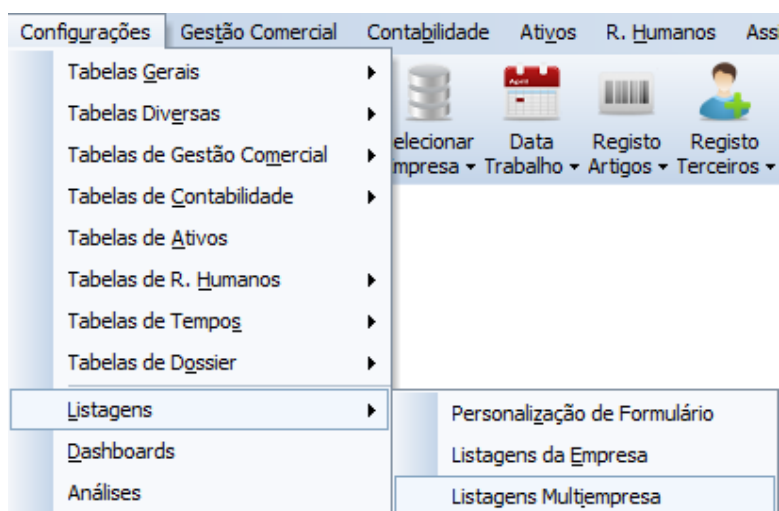 Configurações Gestão Comercial Contabilidade Ativos R. Humanos Assi
Tabelas Gerais
Tabelas Diversas
Tabelas de Gestão Comercial
Tabelas de Contabilidade
Tabelas de Ativos
Tabelas de R. Humanos
Tabelas de Tempos
Tabelas de Dossier
Listagens
Dashboards
Análises
April
elecionar Data Registo Registo
mpresa Trabalho Artigos Terceiros
Personalização de Formulário
Listagens da Empresa
Listagens Multiempresa